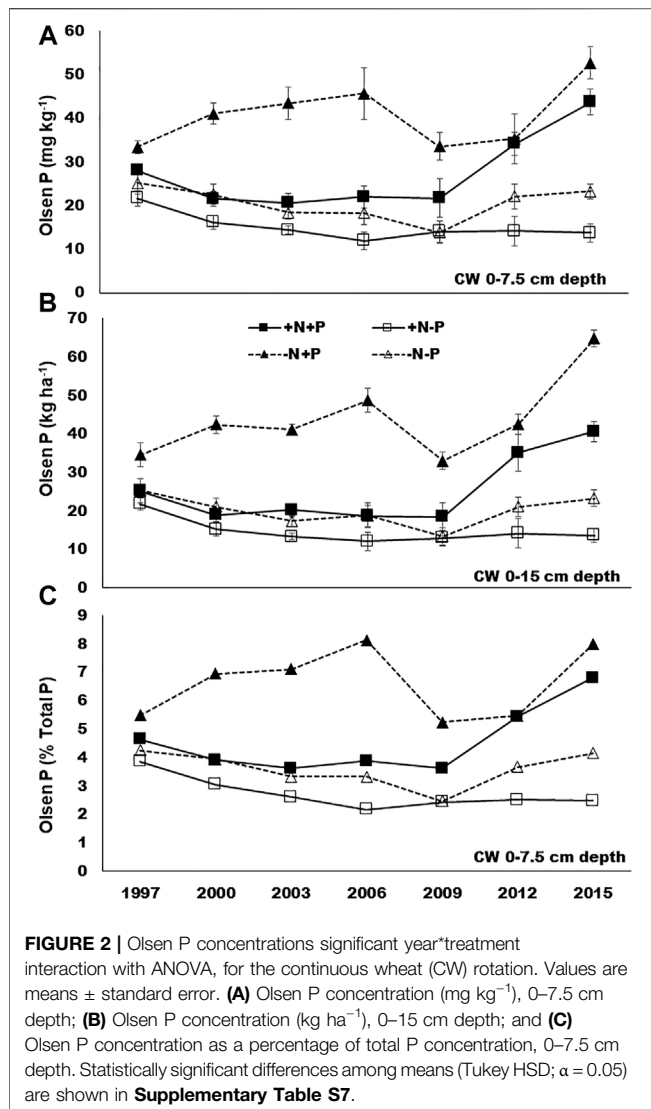 A
60
50
40
30
20
10
0
Olsen P (mg kg-1)
CW 0-7.5 cm depth
B
70
60
50
40
30
20
10
0
Olsen P (kg ha-1)
+N+P
+N-P
-N+P
-N-P
CW 0-15 cm depth
C
9
8
7
6
5
4
3
2
1
0
Olsen P (% Total P)
CW 0-7.5 cm depth
1997 2000 2003 2006 2009 2012 2015
FIGURE 2 | Olsen P concentrations significant year*treatment
interaction with ANOVA, for the continuous wheat (CW) rotation. Values are
means ± standard error. (A) Olsen P concentration (mg kg−1), 0–7.5 cm
depth; (B) Olsen P concentration (kg ha−1), 0–15 cm depth; and (C)
Olsen P concentration as a percentage of total P concentration, 0–7.5 cm
depth. Statistically significant differences among means (Tukey HSD; α = 0.05)
are shown in Supplementary Table S7.